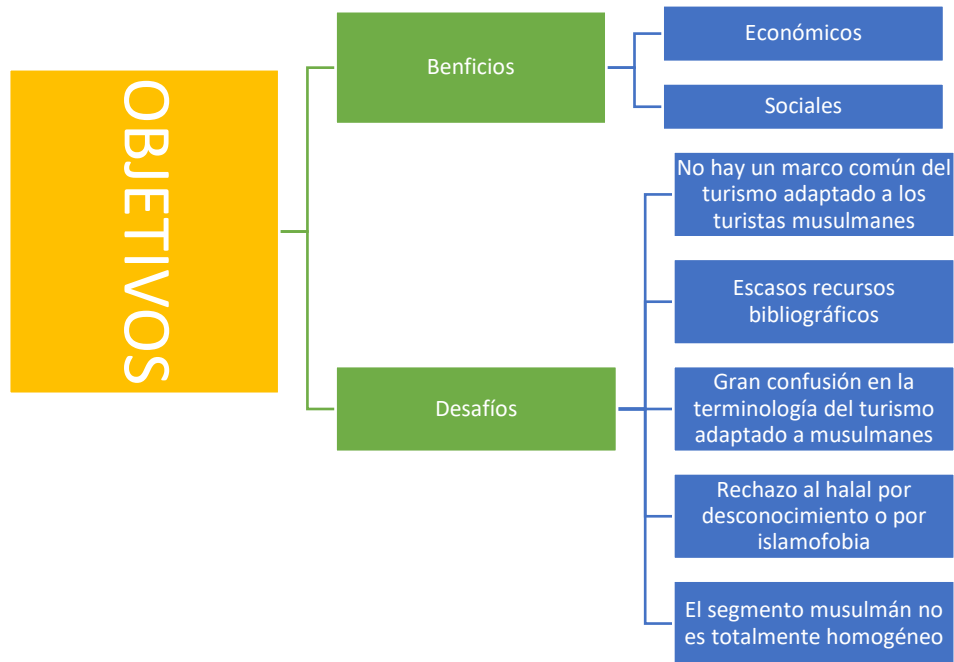 OBJETIVOS
Benficios
Económicos
Sociales
Desafíos
No hay un marco común del
turismo adaptado a los
turistas musulmanes
Escasos recursos
bibliográficos
Gran confusión en la
terminología del turismo
adaptado a musulmanes
Rechazo al halal por
desconocimiento o por
islamofobia
El segmento musulmán no
es totalmente homogéneo